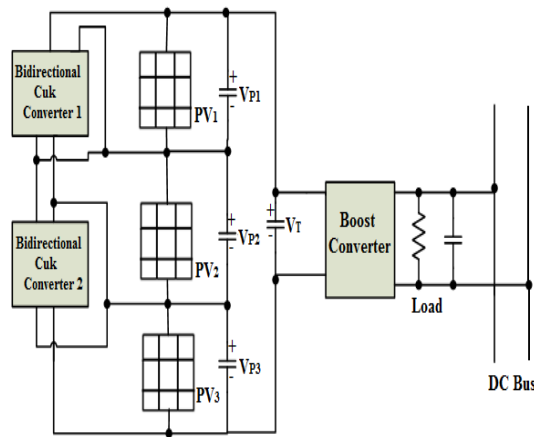 Bidirectional
Cuk
Converter 1
PV1
+
-
VP1
Bidirectional
Cuk
Converter 2
PV2
+
-
VP2
PV3
+
-
VP3
+
-
VT
Boost
Converter
Load
DC Bus